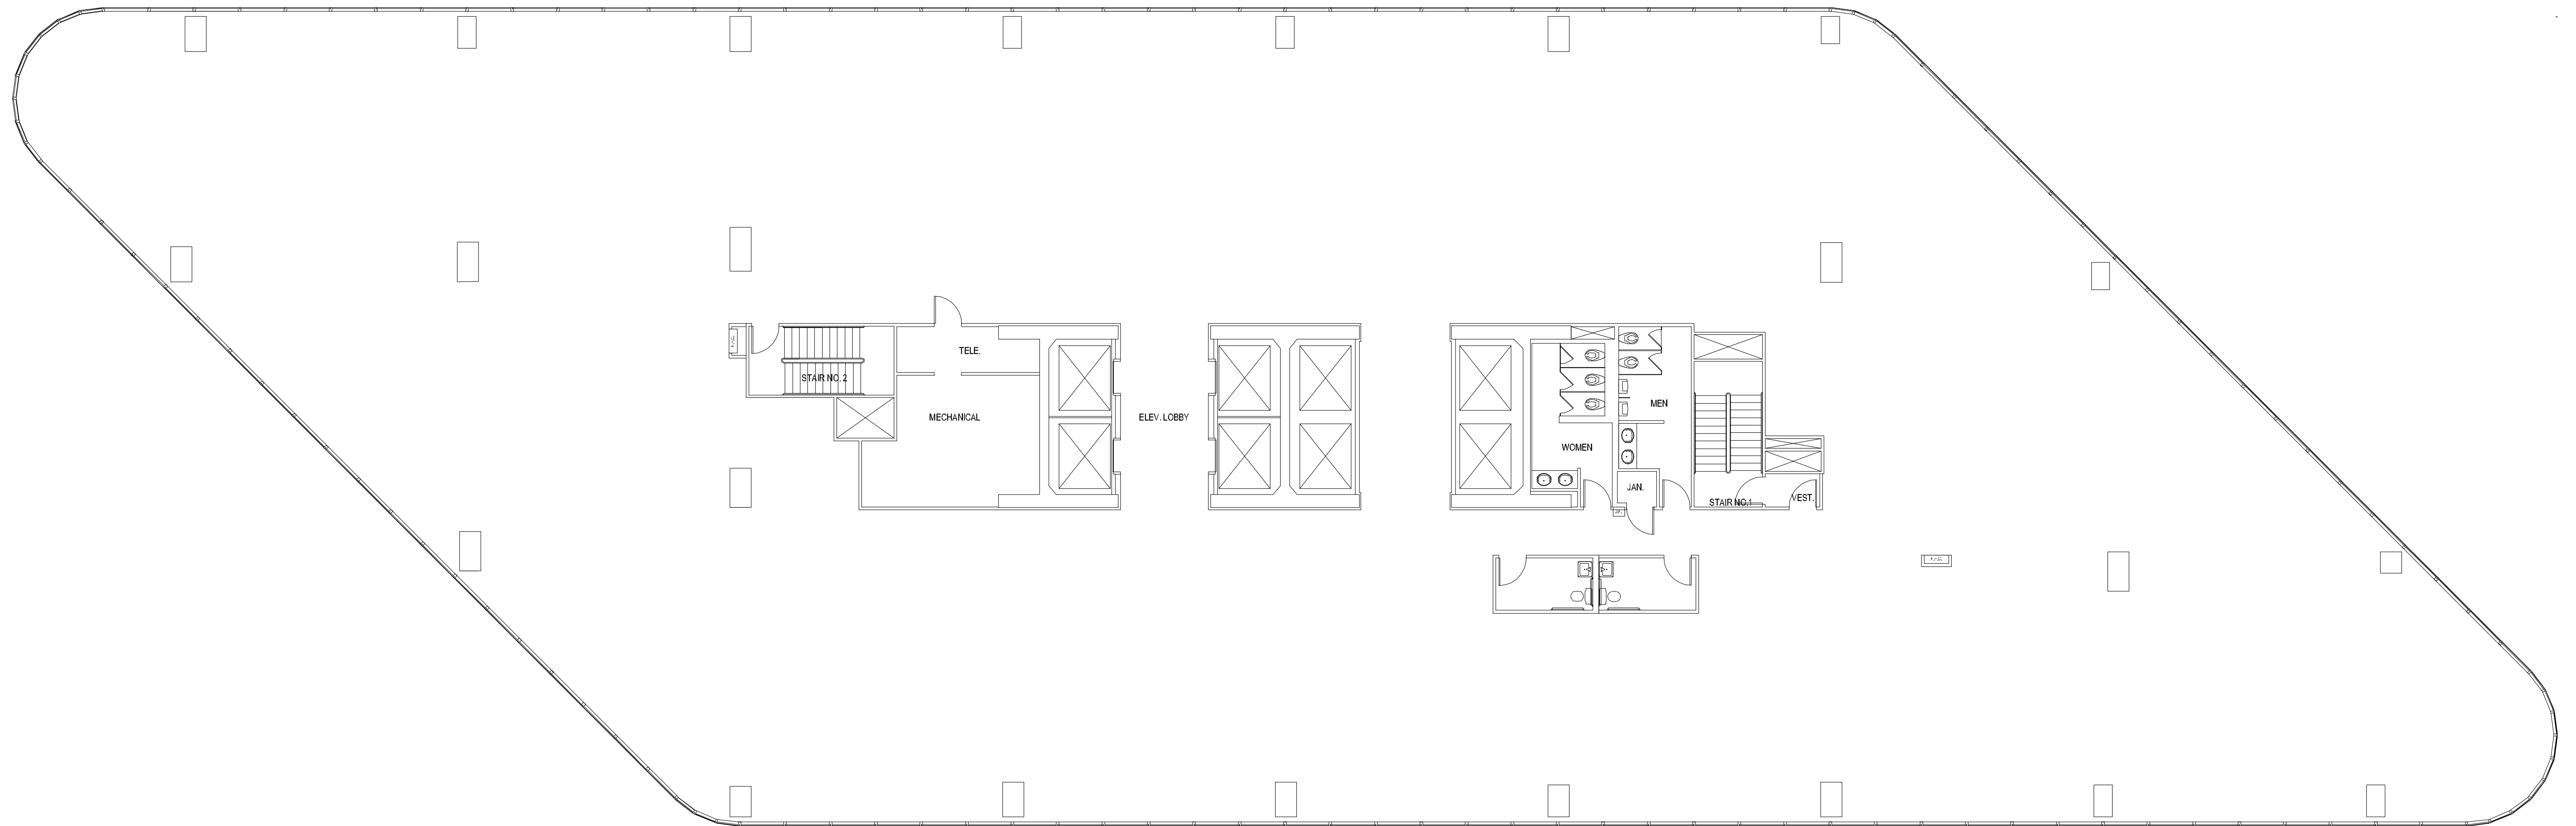 TELE.
STAIR NO. 2
MECHANICAL
ELEV. LOBBY
MEN
WOMEN
JAN.
STAIR NO.1
VEST.